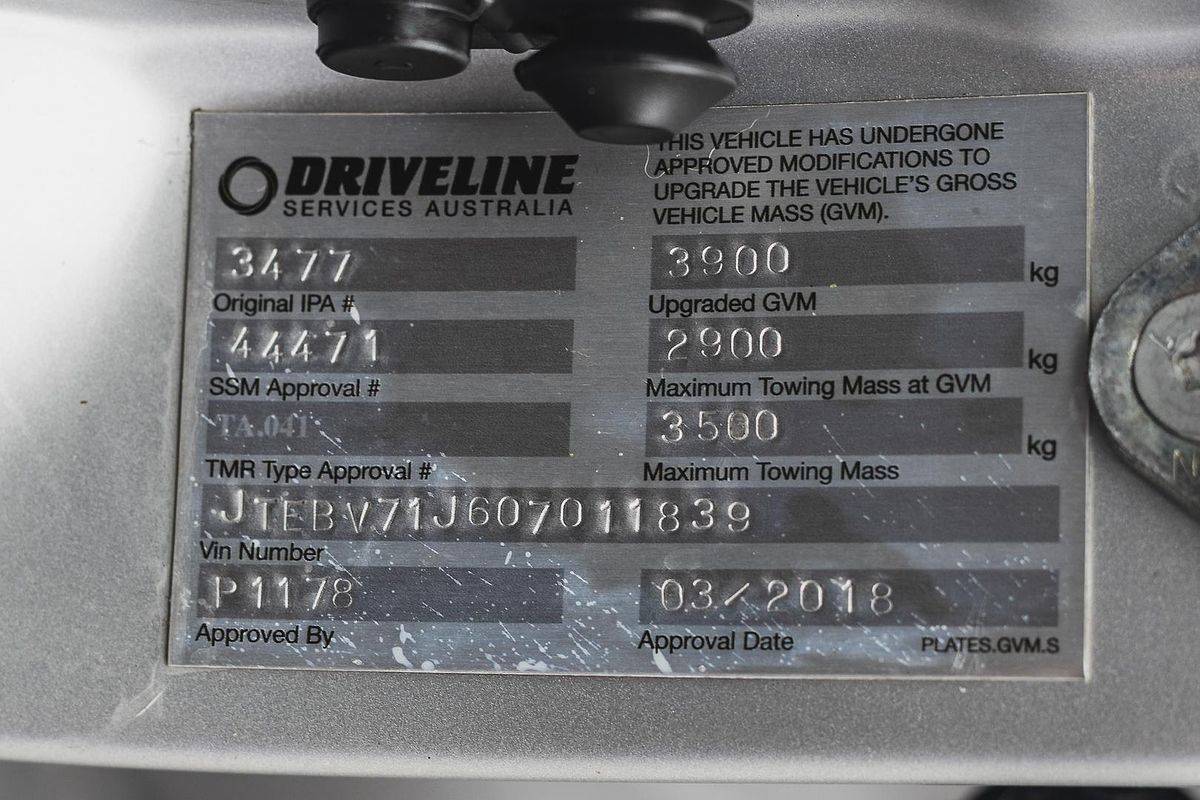 DRIVELINE
SERVICES AUSTRALIA
THIS VEHICLE HAS UNDERGONE
APPROVED MODIFICATIONS TO
UPGRADE THE VEHICLE'S GROSS
VEHICLE MASS (GVM).
3477
Original IPA #
3900 kg
Upgraded GVM
44471
SSM Approval #
2900 kg
Maximum Towing Mass at GVM
TA.041
TMR Type Approval #
3500 kg
Maximum Towing Mass
JTEBV71J607011839
Vin Number
P1178
Approved By
03/2018
Approval Date
PLATES.GVM.S